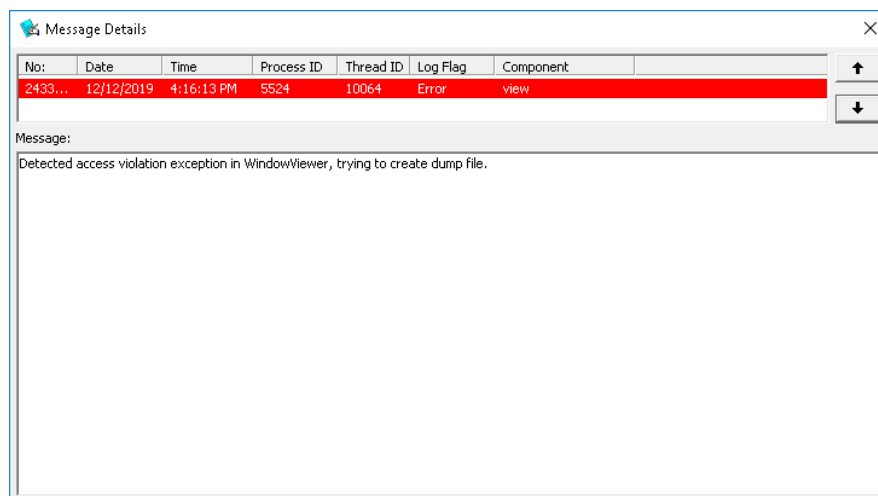 Message Details
No: Date Time Process ID Thread ID Log Flag Component
2433... 12/12/2019 4:16:13 PM 5524 10064 Error view
Message:
Detected access violation exception in WindowViewer, trying to create dump file.